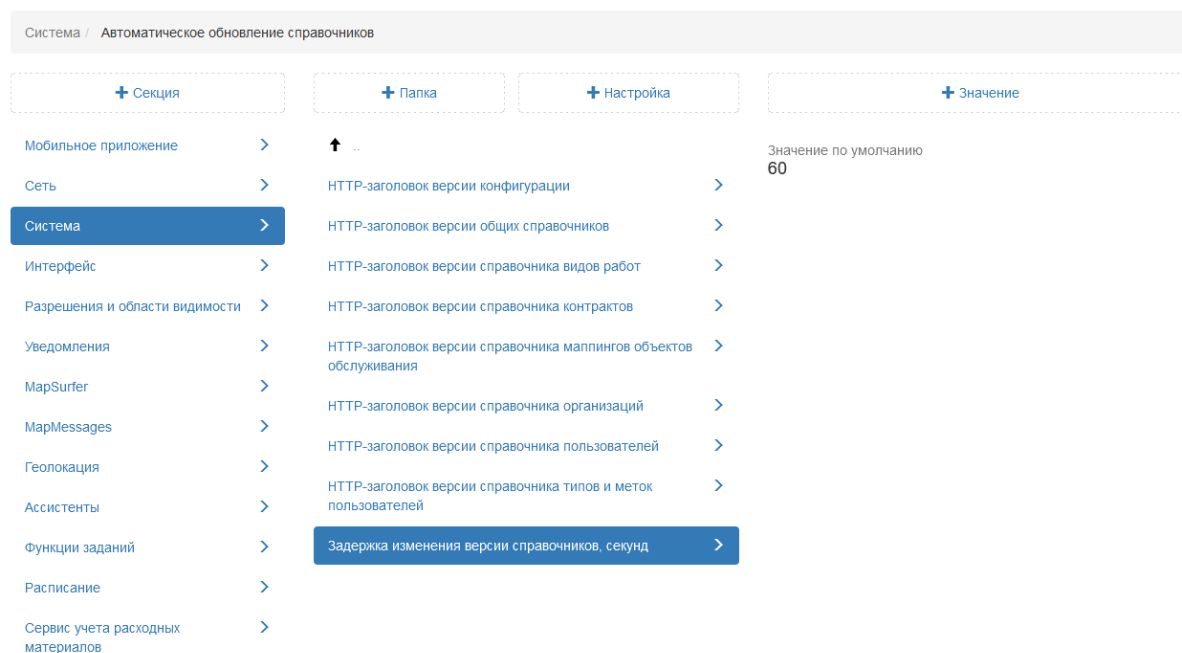 Система / Автоматическое обновление справочников
+ Секция
+ Папка
+ Настройка
+ Значение
Мобильное приложение
Сеть
Система
Интерфейс
Разрешения и области видимости
Уведомления
MapSurfer
MapMessages
Геолокация
Ассистенты
Функции заданий
Расписание
Сервис учета расходных
материалов
..
HTTP-заголовок версии конфигурации
HTTP-заголовок версии общих справочников
HTTP-заголовок версии справочника видов работ
HTTP-заголовок версии справочника контрактов
HTTP-заголовок версии справочника маппингов объектов
обслуживания
HTTP-заголовок версии справочника организаций
HTTP-заголовок версии справочника пользователей
HTTP-заголовок версии справочника типов и меток
пользователей
Задержка изменения версии справочников, секунд
Значение по умолчанию
60